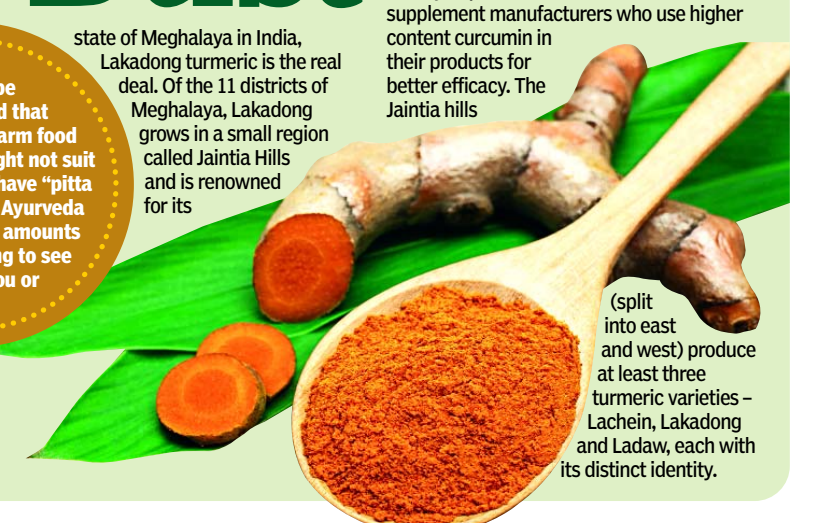 be
d that
arm food
ght not suit
have “pitta
Ayurveda
amounts
ng to see
ou or
state of Meghalaya in India,
Lakadong turmeric is the real
deal. Of the 11 districts of
Meghalaya, Lakadong
grows in a small region
called Jaintia Hills
and is renowned
for its
supplement manufacturers who use higher
content curcumin in
their products for
better efficacy. The
Jaintia hills
(split
into east
and west) produce
at least three
turmeric varieties –
Lachein, Lakadong
and Ladaw, each with
its distinct identity.